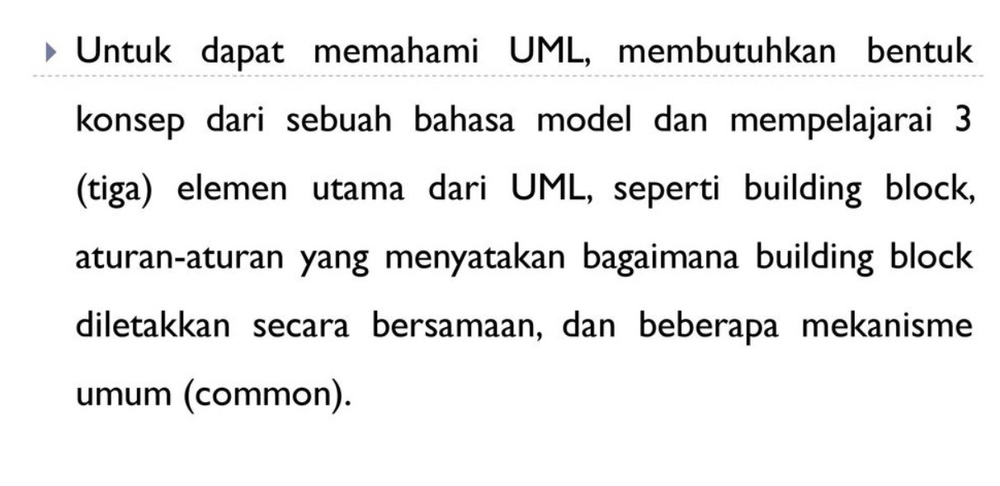 Untuk dapat memahami UML, membutuhkan bentuk
konsep dari sebuah bahasa model dan mempelajarai 3
(tiga) elemen utama dari UML, seperti building block,
aturan-aturan yang menyatakan bagaimana building block
diletakkan secara bersamaan, dan beberapa mekanisme
umum (common).